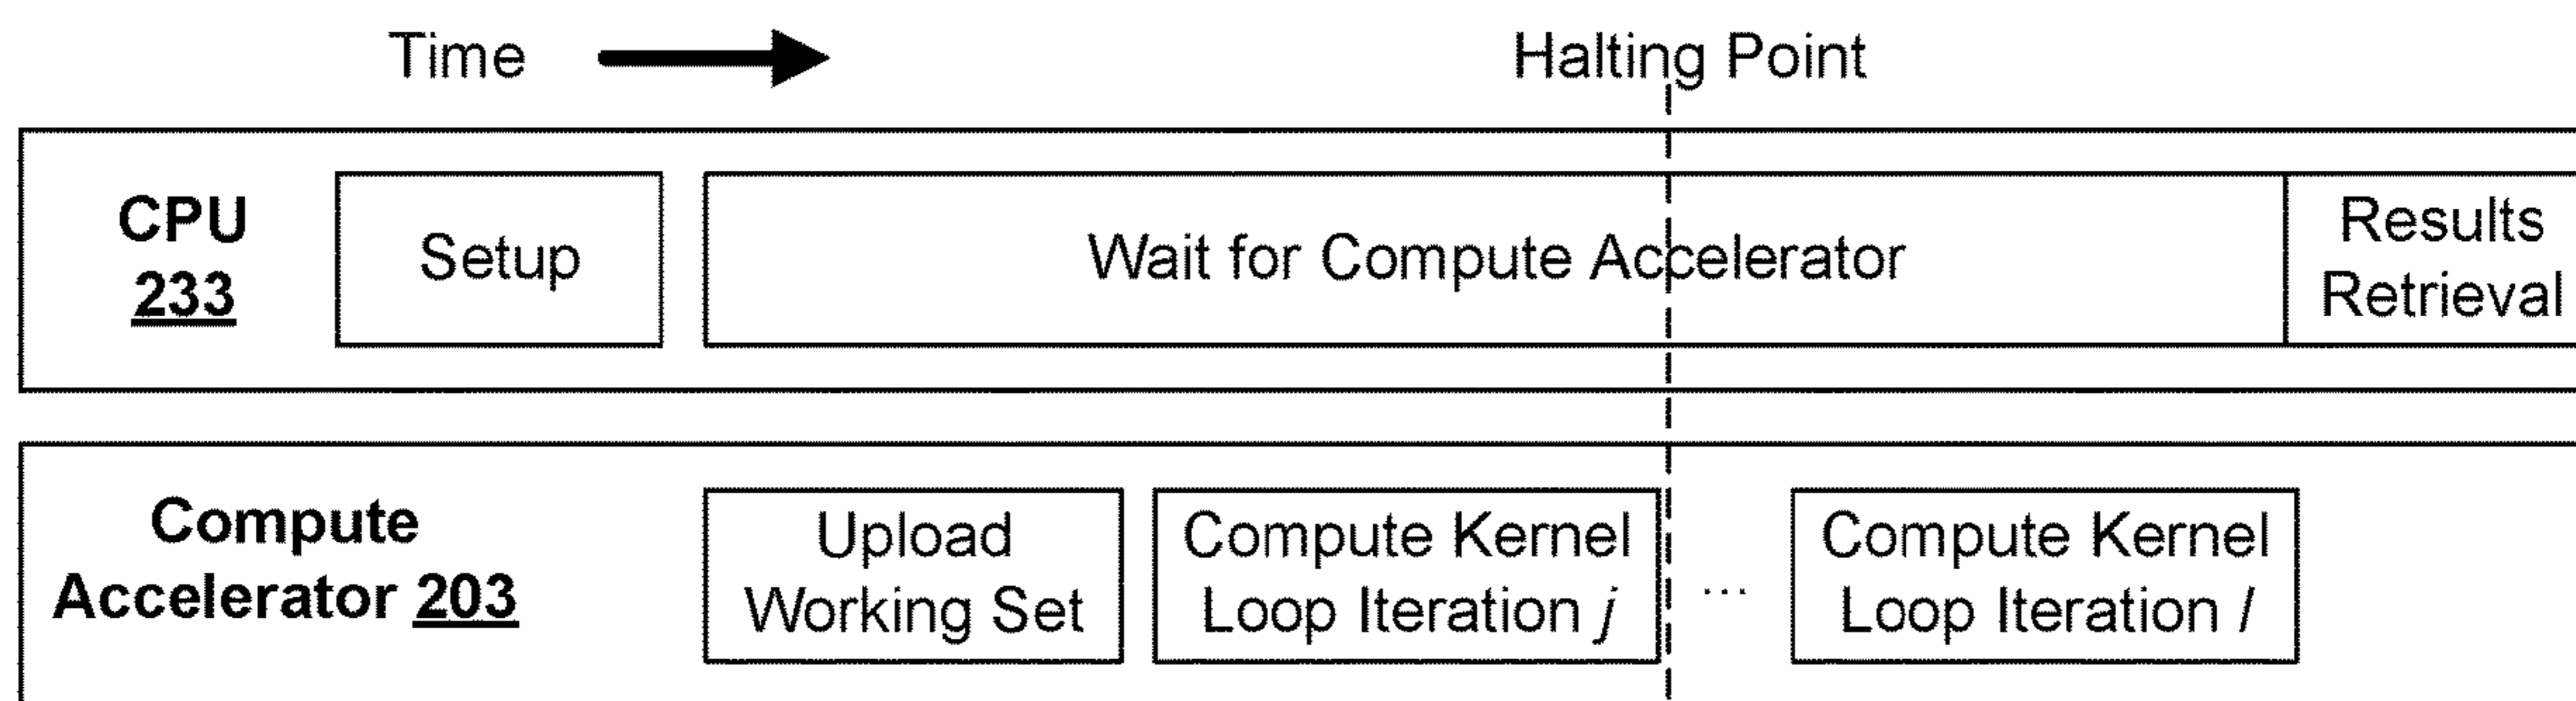 Time
Halting Point
CPU
233
Setup
Wait for Compute Accelerator
Results
Retrieval
Compute
Accelerator 203
Upload
Working Set
Compute Kernel
Loop Iteration j
...
Compute Kernel
Loop Iteration l